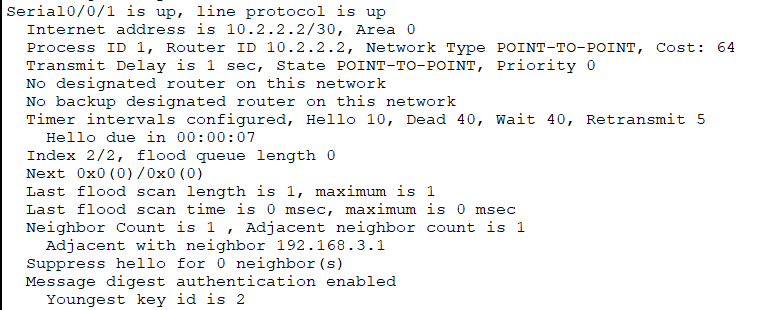 Serial0/0/1 is up, line protocol is up
Internet address is 10.2.2.2/30, Area 0
Process ID 1, Router ID 10.2.2.2, Network Type POINT-TO-POINT, Cost: 64
Transmit Delay is 1 sec, State POINT-TO-POINT, Priority 0
No designated router on this network
No backup designated router on this network
Timer intervals configured, Hello 10, Dead 40, Wait 40, Retransmit 5
Hello due in 00:00:07
Index 2/2, flood queue length 0
Next 0x0(0)/0x0(0)
Last flood scan length is 1, maximum is 1
Last flood scan time is 0 msec, maximum is 0 msec
Neighbor Count is 1 , Adjacent neighbor count is 1
Adjacent with neighbor 192.168.3.1
Suppress hello for 0 neighbor(s)
Message digest authentication enabled
Youngest key id is 2